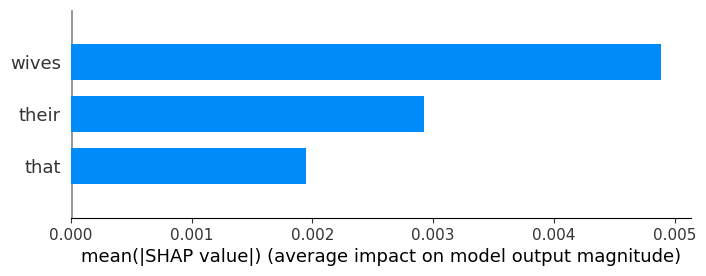 wives
their
that
0.000 0.001 0.002 0.003 0.004 0.005
mean(|SHAP value|) (average impact on model output magnitude)